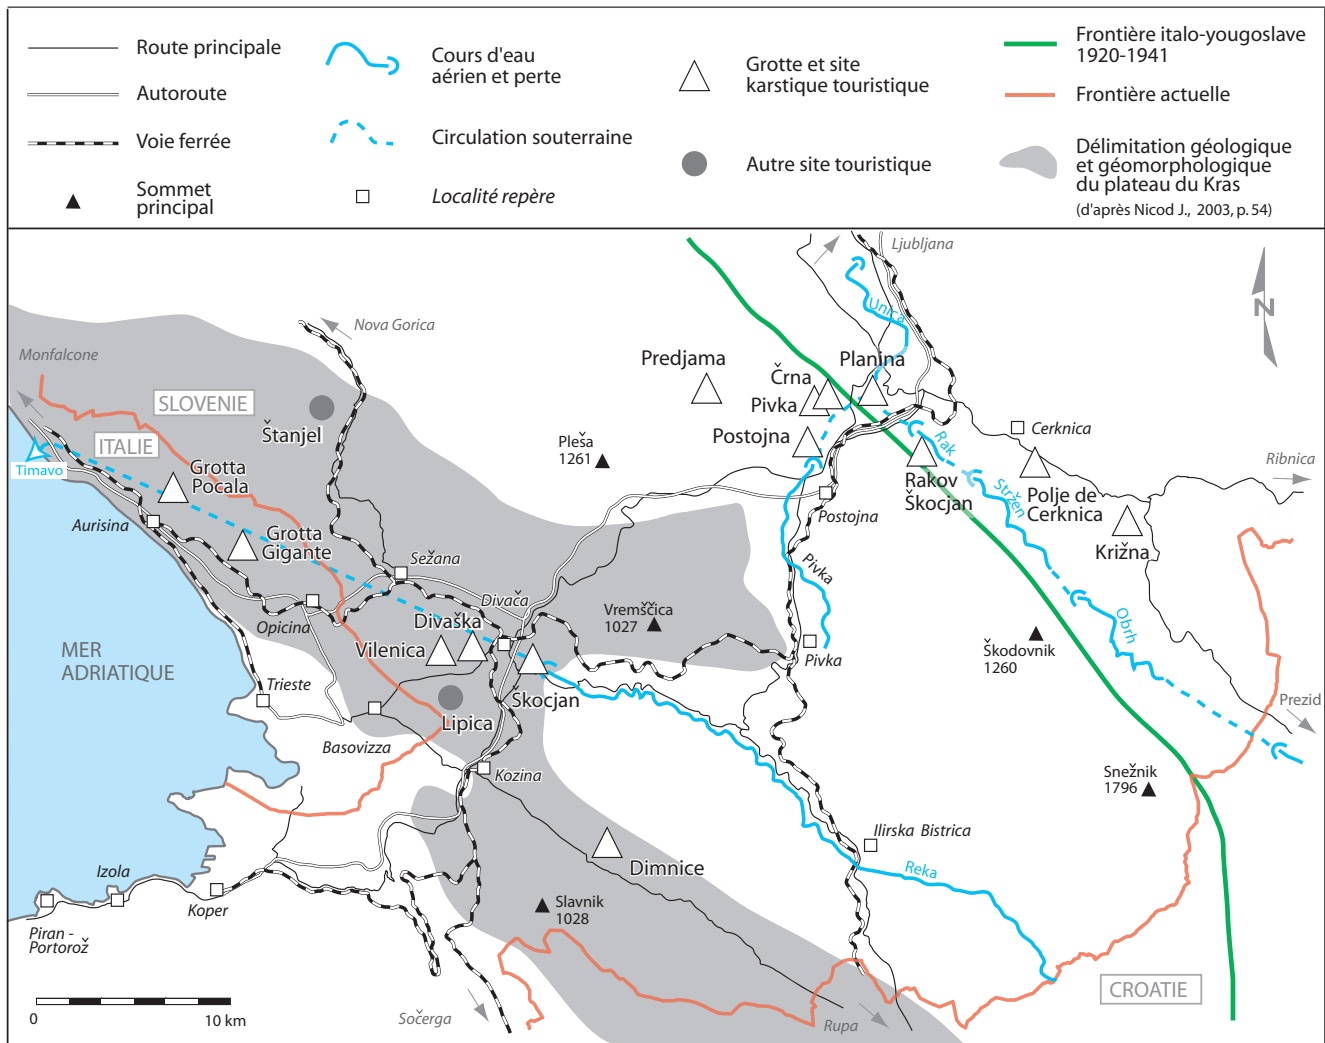 Route principale
Autoroute
Voie ferrée
Sommet
principal
Cours d'eau
aérien et perte
Circulation souterraine
Localité repère
Grotte et site
karstique touristique
Autre site touristique
Frontière italo-yougoslave
1920-1941
Frontière actuelle
Délimitation géologique
et géomorphologique
du plateau du Kras
(d'après Nicod J., 2003, p. 54)
Ljubljana
N
Unica
Nova Gorica
Monfalcone
Predjama
Planina
Črna
Pivka
SLOVENIE
Štanjel
ITALIE
Postojna
Rak
Cerknica
Pleša
1261
Timavo
Grotta
Pocala
Ribnica
Rakov
Škocjan
Stržen
Polje de
Cerknica
Aurisina
Postojna
Grotta
Gigante
Križna
Sežana
Pivka
Divača
Opicina
Divaška
Vremščica
1027
Obrh
Vilenica
Škodovnik
1260
MER
ADRIATIQUE
Pivka
Trieste
Škocjan
Lipica
Prezid
Basovizza
Kozina
Snežnik
1796
Ilirska Bistrica
Dimnice
Reka
Izola
Koper
Slavnik
1028
Piran -
Portorož
CROATIE
0
10 km
Sočerga
Rupa